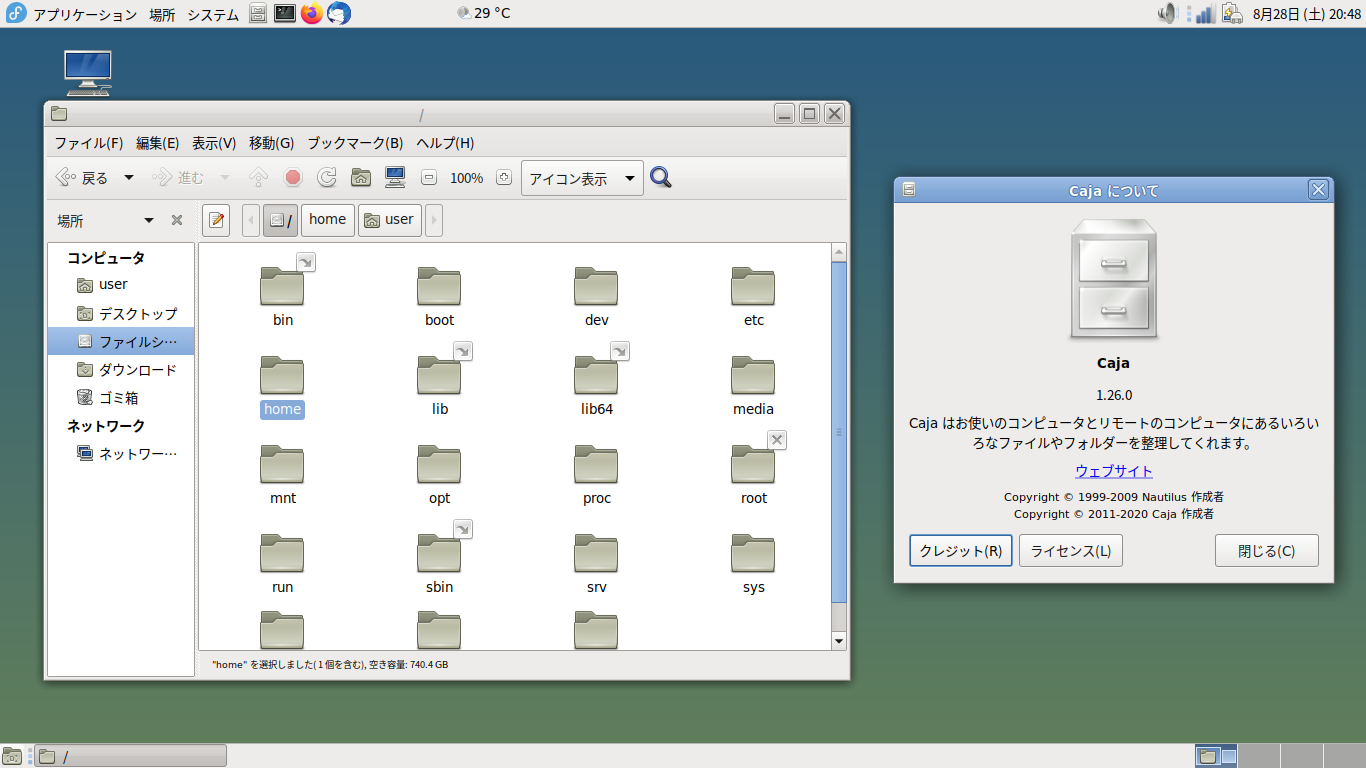 アプリケーション 場所 システム 29 °C 8月28日 (土) 20:48
/
ファイル(F) 編集(E) 表示(V) 移動(G) ブックマーク(B) ヘルプ(H)
戻る 進む 100% アイコン表示
場所 / home user
コンピュータ
user
デスクトップ
ファイルシ…
ダウンロード
ゴミ箱
ネットワーク
ネットワー…
bin boot dev etc
home lib lib64 media
mnt opt proc root
run sbin srv sys
"home" を選択しました( 1 個を含む), 空き容量: 740.4 GB
Caja について
Caja
1.26.0
Caja はお使いのコンピュータとリモートのコンピュータにあるいろい
ろなファイルやフォルダーを整理してくれます。
ウェブサイト
Copyright © 1999-2009 Nautilus 作成者
Copyright © 2011-2020 Caja 作成者
クレジット(R) ライセンス(L) 閉じる(C)
/